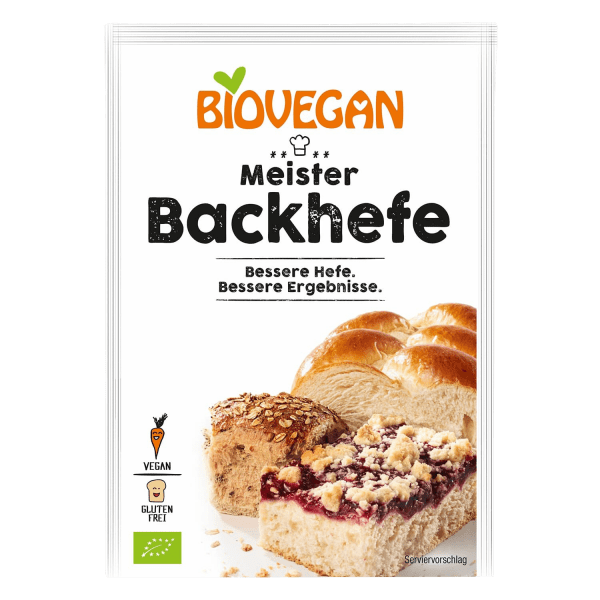 BIOVEGAN
Meister
Backhefe
Bessere Hefe.
Bessere Ergebnisse.
VEGAN
GLUTEN
FREI
Serviervorschlag